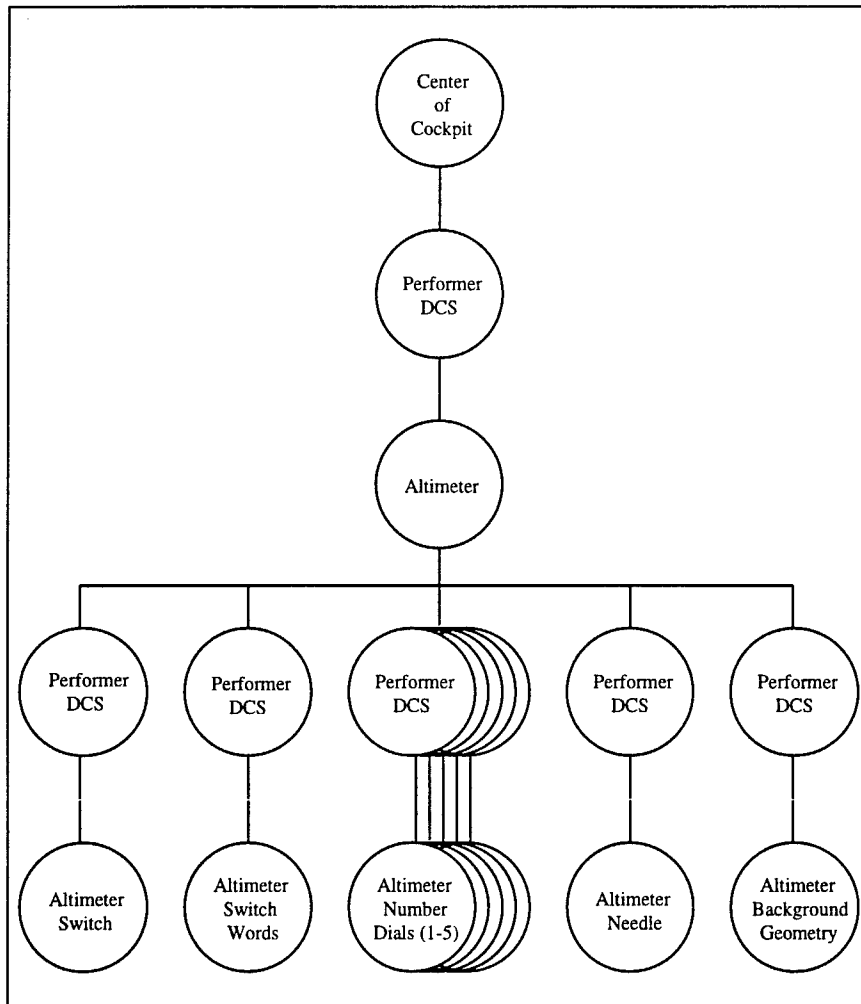 Center
of
Cockpit
Performer
DCS
Altimeter
Performer
DCS
Performer
DCS
Performer
DCS
Performer
DCS
Performer
DCS
Altimeter
Switch
Altimeter
Switch
Words
Altimeter
Number
Dials (1-5)
Altimeter
Needle
Altimeter
Background
Geometry